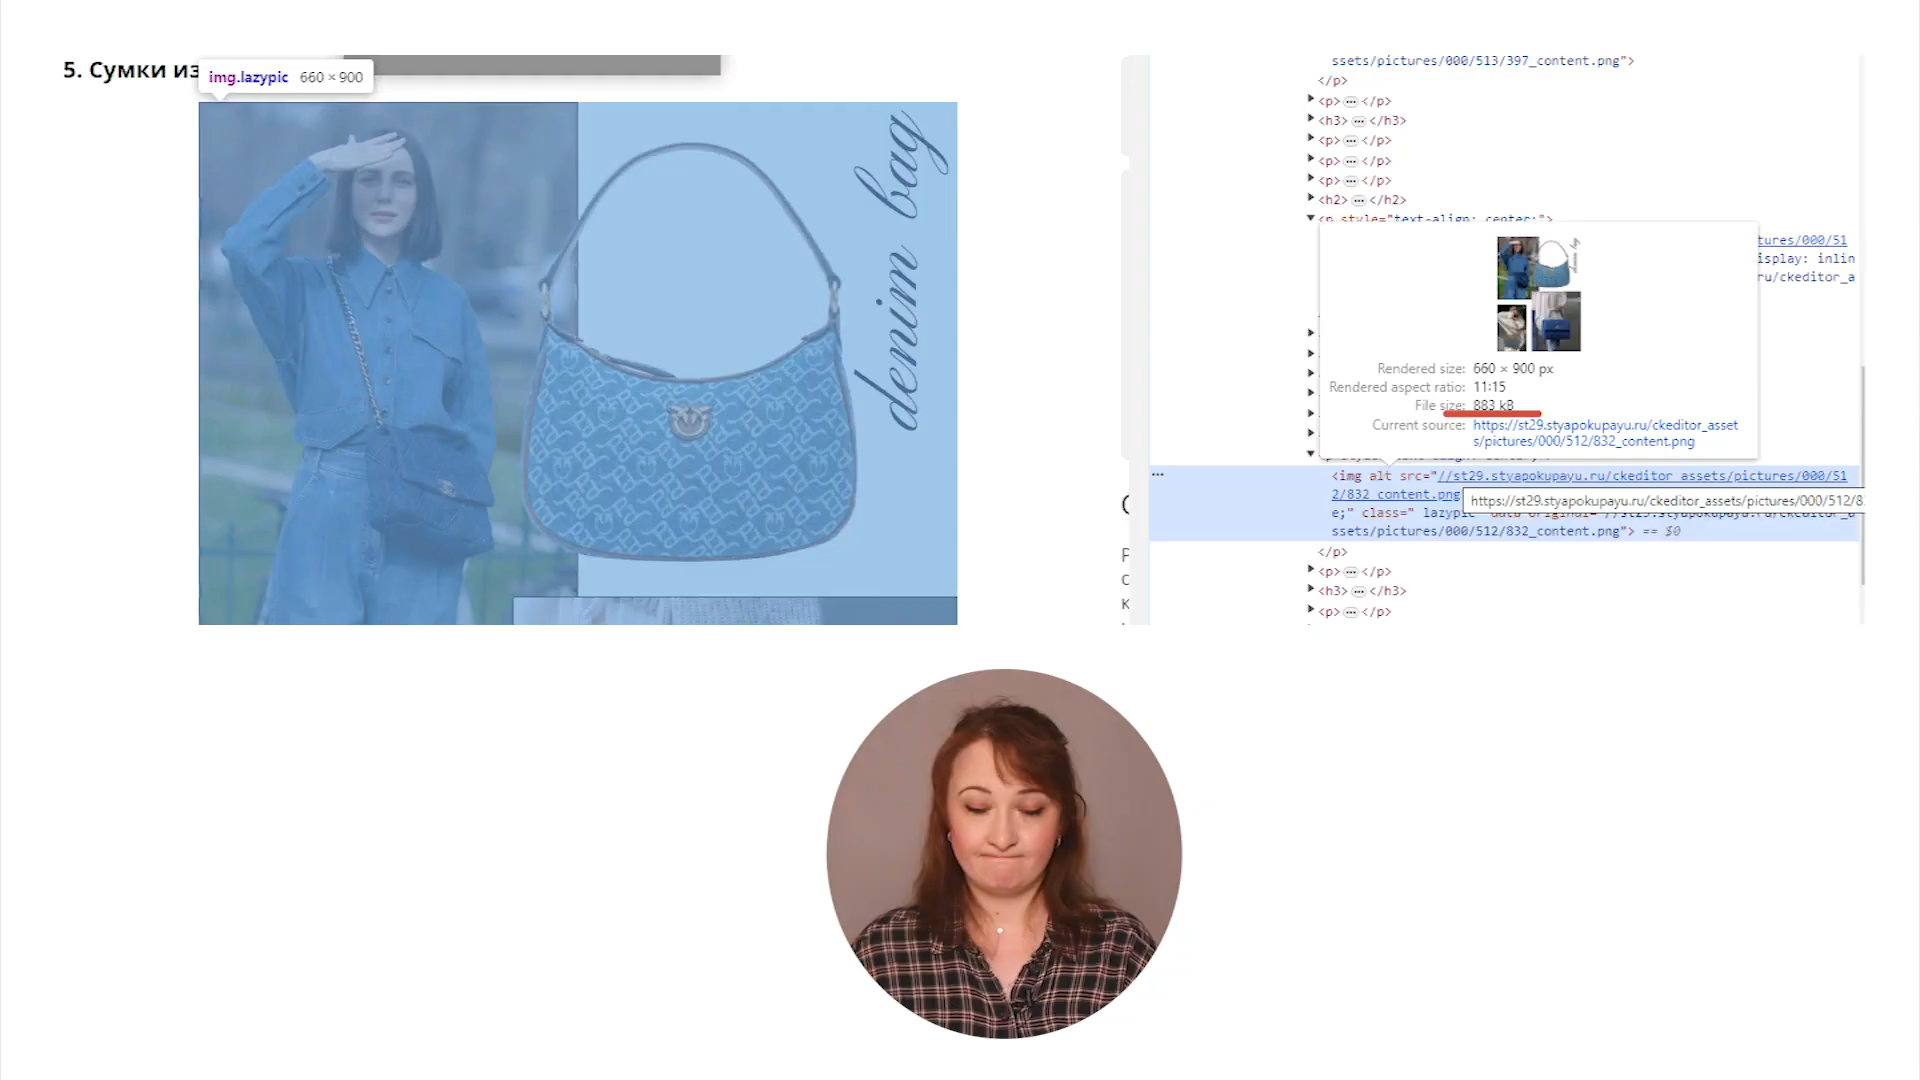 5. Сумки из
img.lazypic 660 × 900
denim bag
ssets/pictures/000/513/397_content.png">
</p>
<p>…</p>
<h3>…</h3>
<p>…</p>
<p>…</p>
<p>…</p>
<h2>…</h2>
<p style="text-align: center;">
tures/000/51
isplay: inlin
ru/ckeditor_a
Rendered size: 660 × 900 px
Rendered aspect ratio: 11:15
File size: 883 kB
Current source: https://st29.styapokupayu.ru/ckeditor_asset
s/pictures/000/512/832_content.png
<img alt src="//st29.styapokupayu.ru/ckeditor_assets/pictures/000/51
2/832_content.png
https://st29.styapokupayu.ru/ckeditor_assets/pictures/000/512/8
e;" class=" lazypic"
ssets/pictures/000/512/832_content.png"> == $0
</p>
<p>…</p>
<h3>…</h3>
<p>…</p>